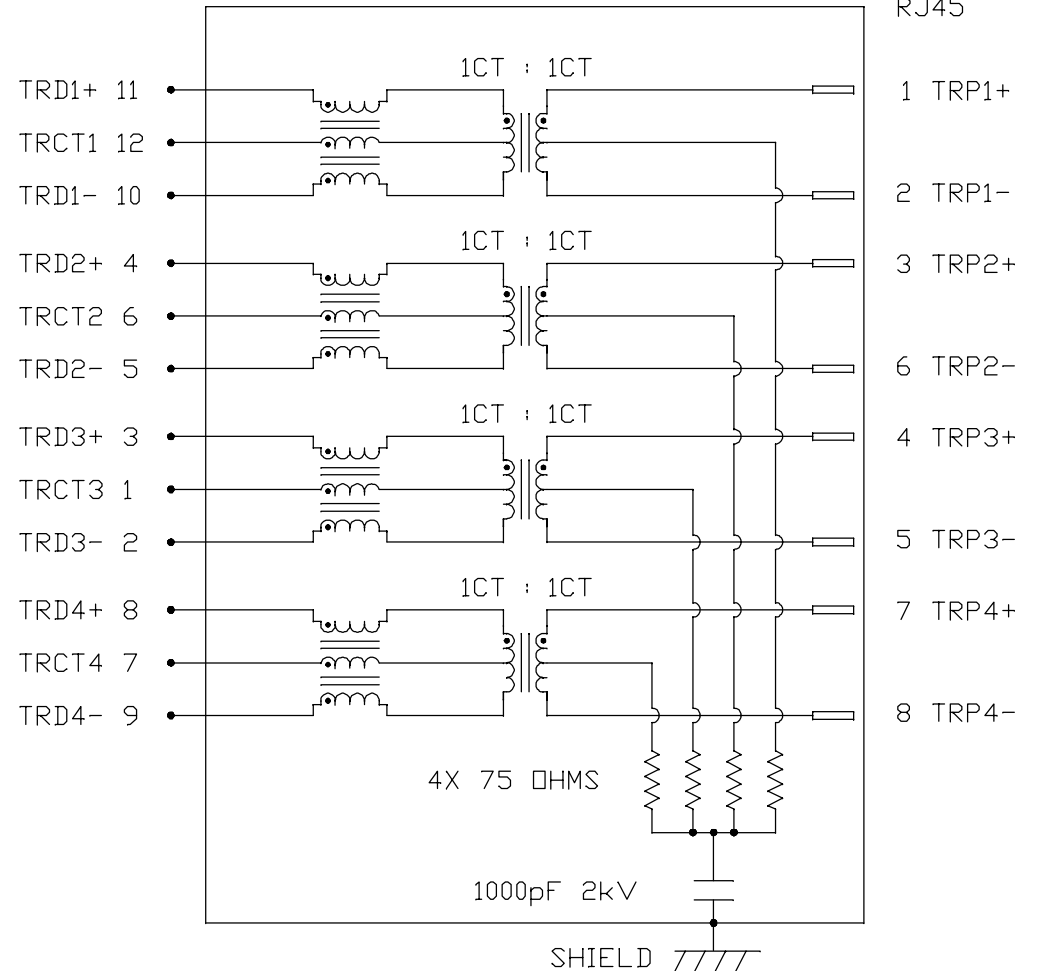 RJ45
1CT : 1CT
TRD1+ 11
1 TRP1+
TRCT1 12
TRD1- 10
2 TRP1-
1CT : 1CT
TRD2+ 4
3 TRP2+
TRCT2 6
TRD2- 5
6 TRP2-
1CT : 1CT
TRD3+ 3
4 TRP3+
TRCT3 1
TRD3- 2
5 TRP3-
1CT : 1CT
TRD4+ 8
7 TRP4+
TRCT4 7
TRD4- 9
8 TRP4-
4X 75 OHMS
1000pF 2kV
SHIELD